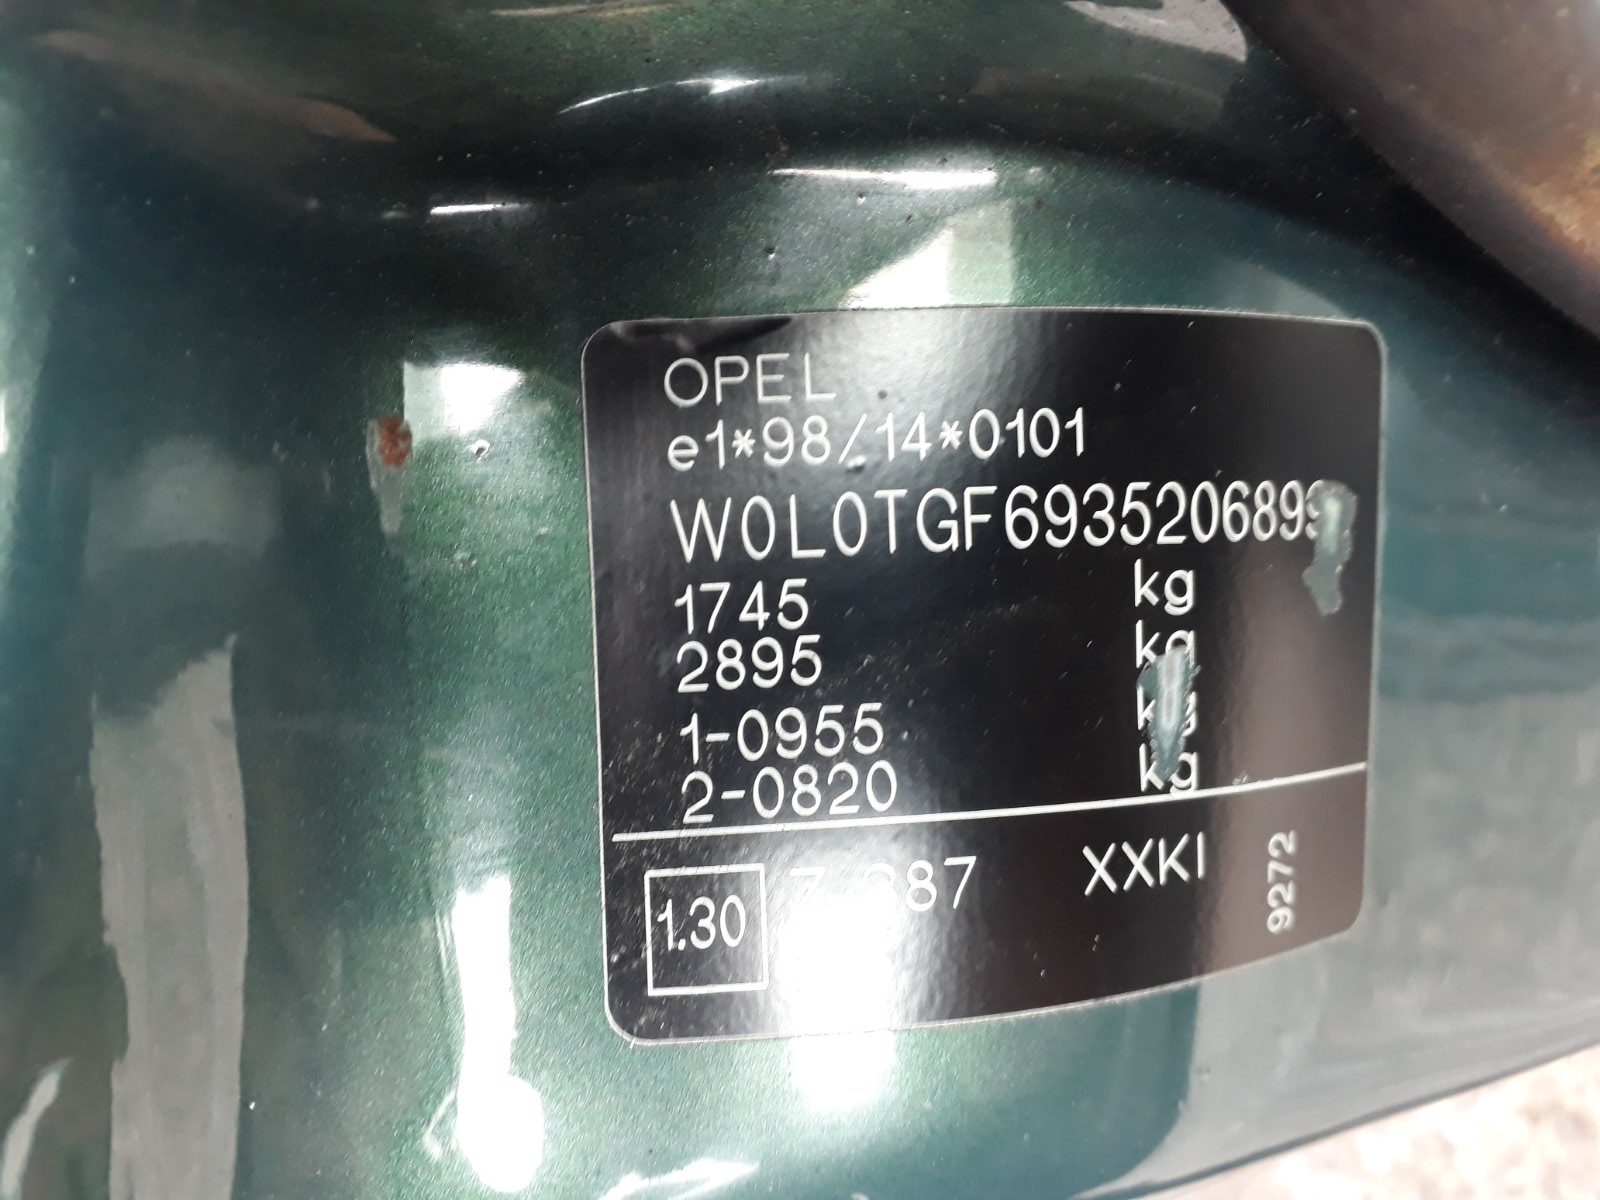 OPEL
e1*98/14*0101
W0L0TGF6935206899
1745 kg
2895 kg
1-0955 kg
2-0820 kg
1.30 XXKI 9272